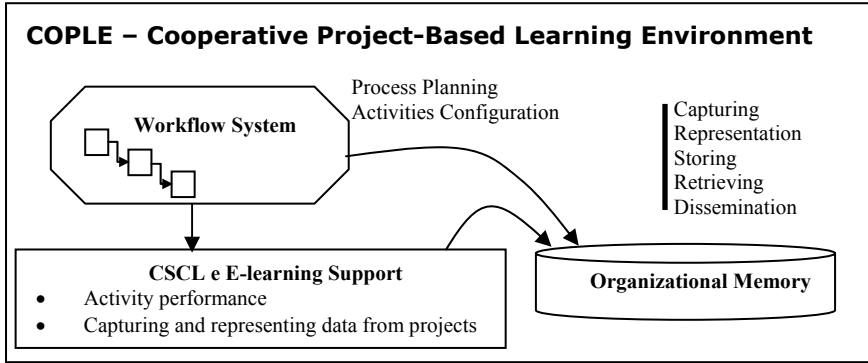 COPLE – Cooperative Project-Based Learning Environment
Process Planning
Activities Configuration
Workflow System
Capturing
Representation
Storing
Retrieving
Dissemination
CSCL e E-learning Support
• Activity performance
• Capturing and representing data from projects
Organizational Memory